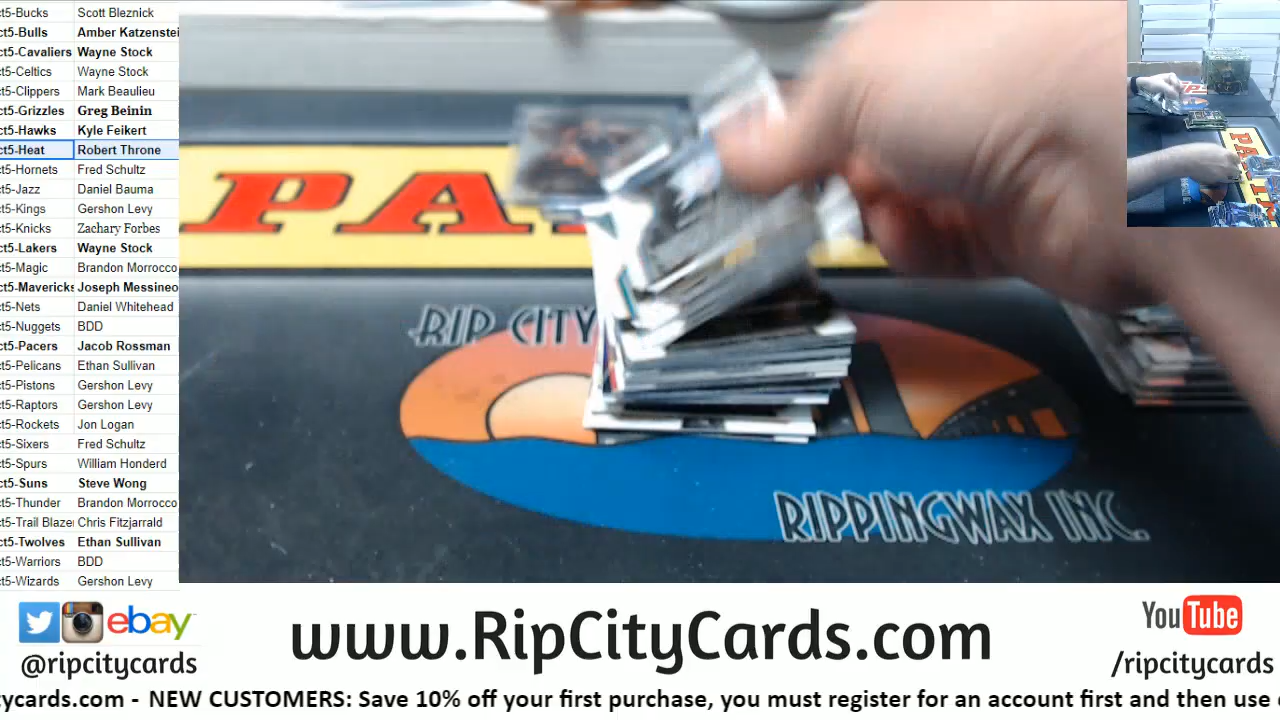 ct5-Bucks Scott Bleznick
ct5-Bulls Amber Katzenstei
ct5-Cavaliers Wayne Stock
ct5-Celtics Wayne Stock
ct5-Clippers Mark Beaulieu
ct5-Grizzles Greg Beinin
ct5-Hawks Kyle Feikert
ct5-Heat Robert Throne
ct5-Hornets Fred Schultz
ct5-Jazz Daniel Bauma
ct5-Kings Gershon Levy
ct5-Knicks Zachary Forbes
ct5-Lakers Wayne Stock
ct5-Magic Brandon Morrocco
ct5-Mavericks Joseph Messineo
ct5-Nets Daniel Whitehead
ct5-Nuggets BDD
ct5-Pacers Jacob Rossman
ct5-Pelicans Ethan Sullivan
ct5-Pistons Gershon Levy
ct5-Raptors Gershon Levy
ct5-Rockets Jon Logan
ct5-Sixers Fred Schultz
ct5-Spurs William Honderd
ct5-Suns Steve Wong
ct5-Thunder Brandon Morrocco
ct5-Trail Blazer Chris Fitzjarrald
ct5-Twolves Ethan Sullivan
ct5-Warriors BDD
ct5-Wizards Gershon Levy
PA
RIP CITY
RIPPINGWAX INC.
ebay
@ripcitycards
www.RipCityCards.com
YouTube
/ripcitycards
tycards.com - NEW CUSTOMERS: Save 10% off your first purchase, you must register for an account first and then use